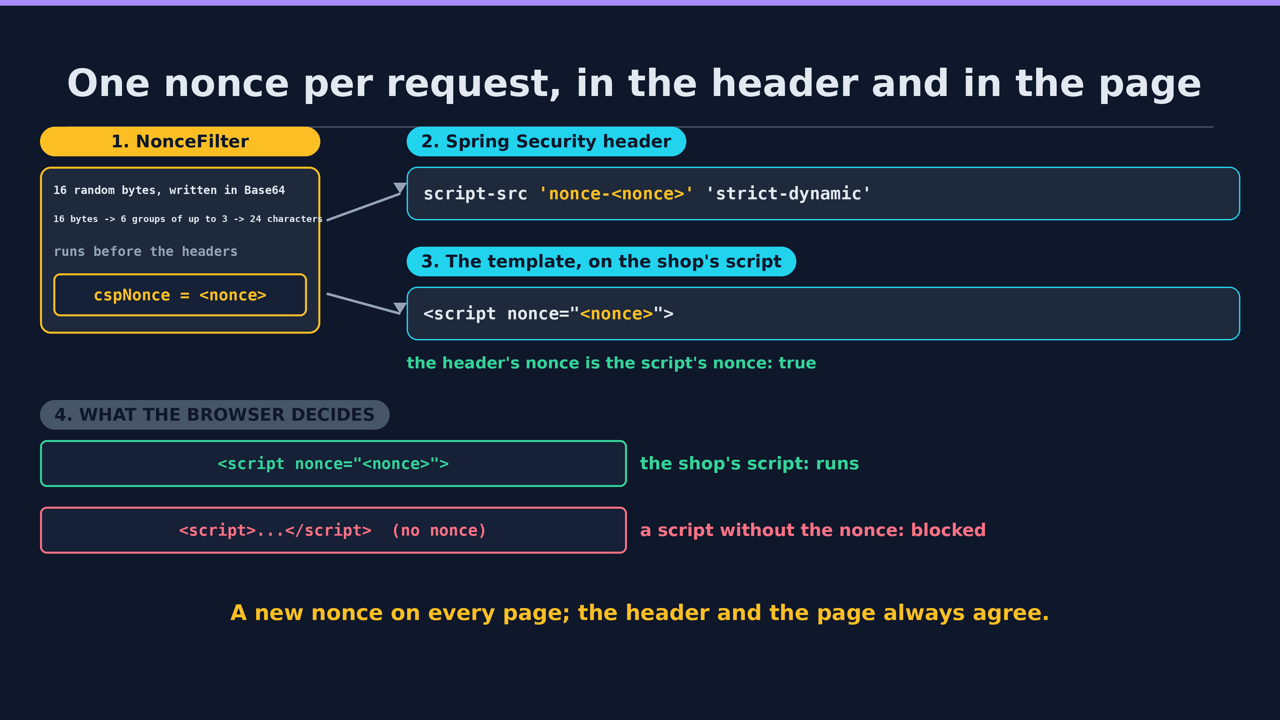 One nonce per request, in the header and in the page
1. NonceFilter
16 random bytes, written in Base64
16 bytes -> 6 groups of up to 3 -> 24 characters
runs before the headers
cspNonce = <nonce>
2. Spring Security header
script-src 'nonce-<nonce>' 'strict-dynamic'
3. The template, on the shop's script
<script nonce="<nonce>">
the header's nonce is the script's nonce: true
4. WHAT THE BROWSER DECIDES
<script nonce="<nonce>">
the shop's script: runs
<script>...</script>  (no nonce)
a script without the nonce: blocked
A new nonce on every page; the header and the page always agree.